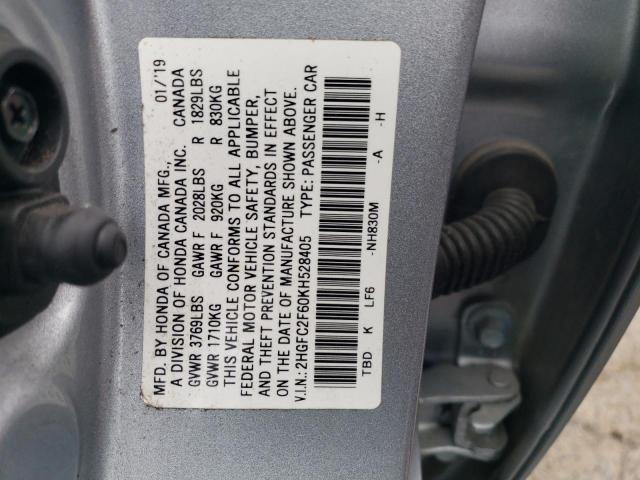 MFD. BY HONDA OF CANADA MFG., 01/'19
A DIVISION OF HONDA CANADA INC. CANADA
GVWR 3769LBS GAWR F 2028LBS R 1829LBS
GVWR 1710KG GAWR F 920KG R 830KG
THIS VEHICLE CONFORMS TO ALL APPLICABLE
FEDERAL MOTOR VEHICLE SAFETY, BUMPER,
AND THEFT PREVENTION STANDARDS IN EFFECT
ON THE DATE OF MANUFACTURE SHOWN ABOVE.
V.I.N.: 2HGFC2F60KH528405 TYPE: PASSENGER CAR
TBD K LF6 -NH830M -A -H